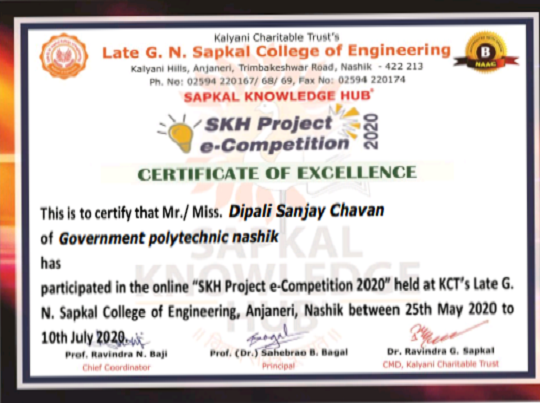 Kalyani Charitable Trust's
Late G. N. Sapkal College of Engineering
Kalyani Hills, Anjaneri, Trimbakeshwar Road, Nashik - 422 213
Ph. No: 02594 220167/ 68/ 69, Fax No: 02594 220174
SAPKAL KNOWLEDGE HUB
B
NAAC
SKH Project
e-Competition
2020
CERTIFICATE OF EXCELLENCE
This is to certify that Mr./ Miss. Dipali Sanjay Chavan
of Government polytechnic nashik
has
participated in the online "SKH Project e-Competition 2020" held at KCT's Late G.
N. Sapkal College of Engineering, Anjaneri, Nashik between 25th May 2020 to
10th July 2020.
SAPKAL
KNOWLEDGE
HUB
Prof. Ravindra N. Baji
Chief Coordinator
Prof. (Dr.) Sahebrao B. Bagal
Principal
Dr. Ravindra G. Sapkal
CMD, Kalyani Charitable Trust